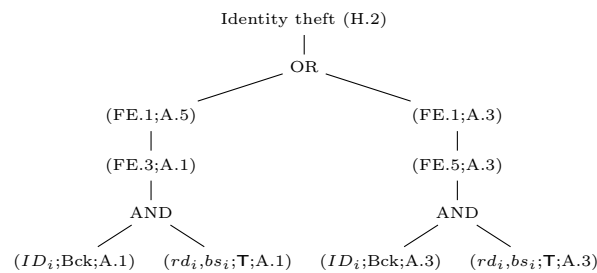 Identity theft (H.2)
OR
(FE.1;A.5) (FE.1;A.3)
(FE.3;A.1) (FE.5;A.3)
AND AND
(ID_i;Bck;A.1) (rd_i,bs_i;T;A.1) (ID_i;Bck;A.3) (rd_i,bs_i;T;A.3)